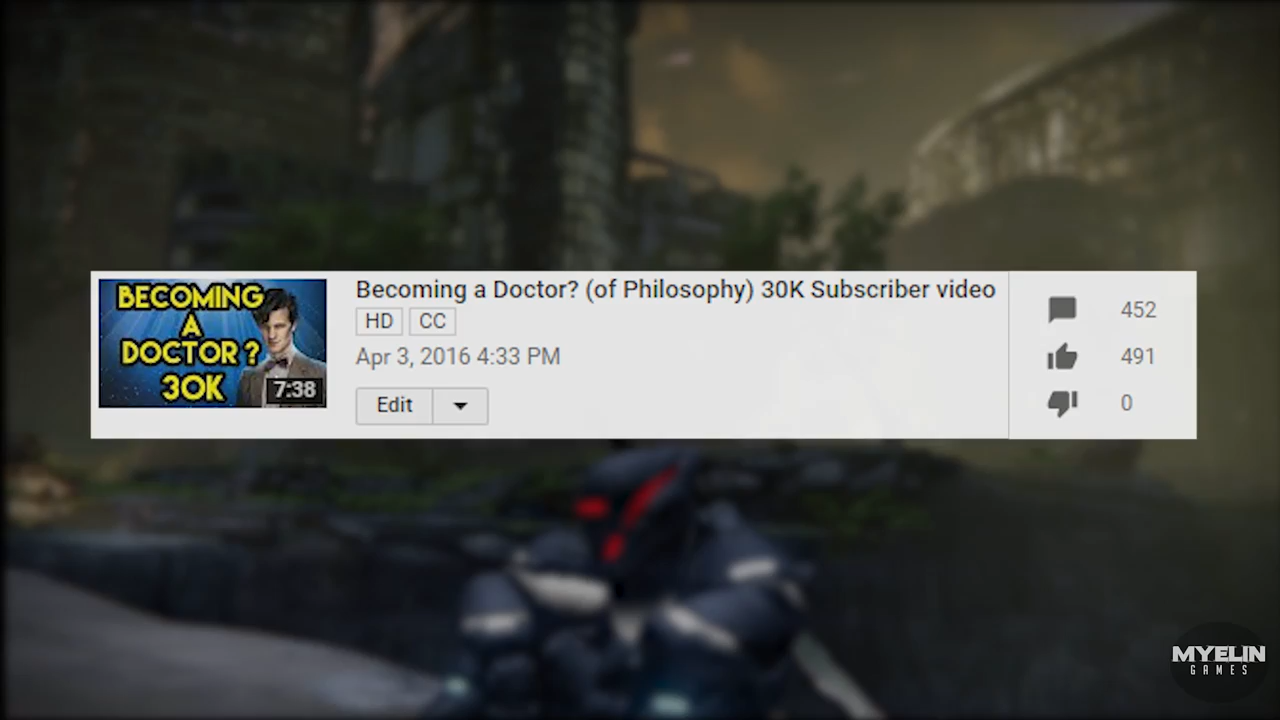 BECOMING
A
DOCTOR ?
30K
7:38
Becoming a Doctor? (of Philosophy) 30K Subscriber video
HD CC
Apr 3, 2016 4:33 PM
Edit
452
491
0
MYELIN
GAMES